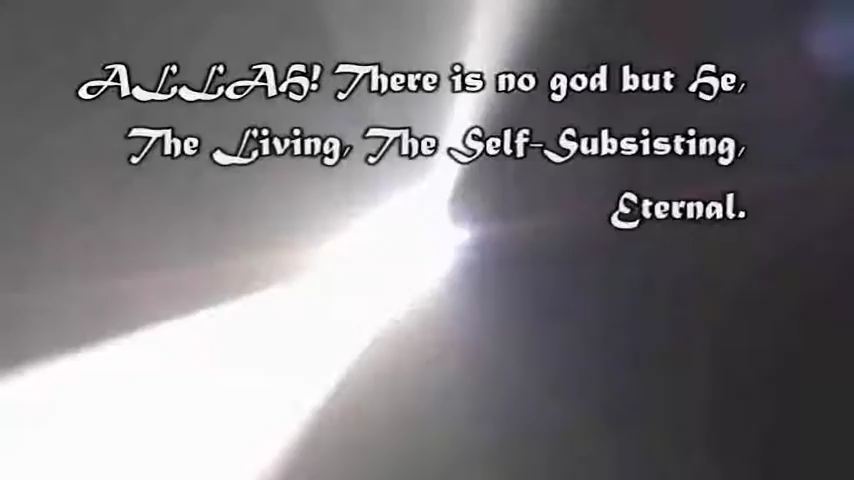 ALLAH! There is no god but He,
The Living, The Self-Subsisting,
Eternal.